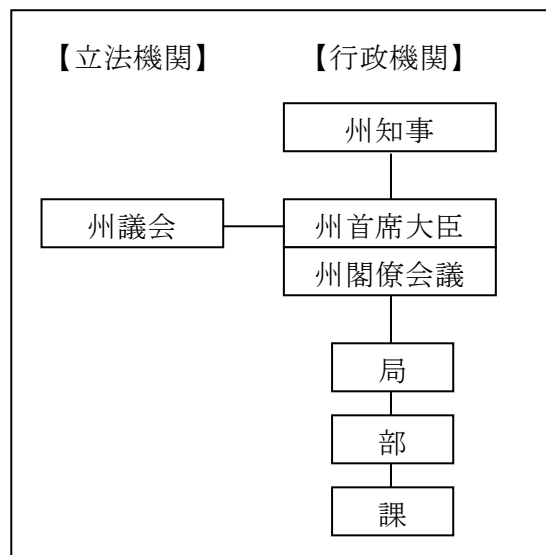 【立法機関】 【行政機関】
州知事
州議会 州首席大臣
州閣僚会議
局
部
課